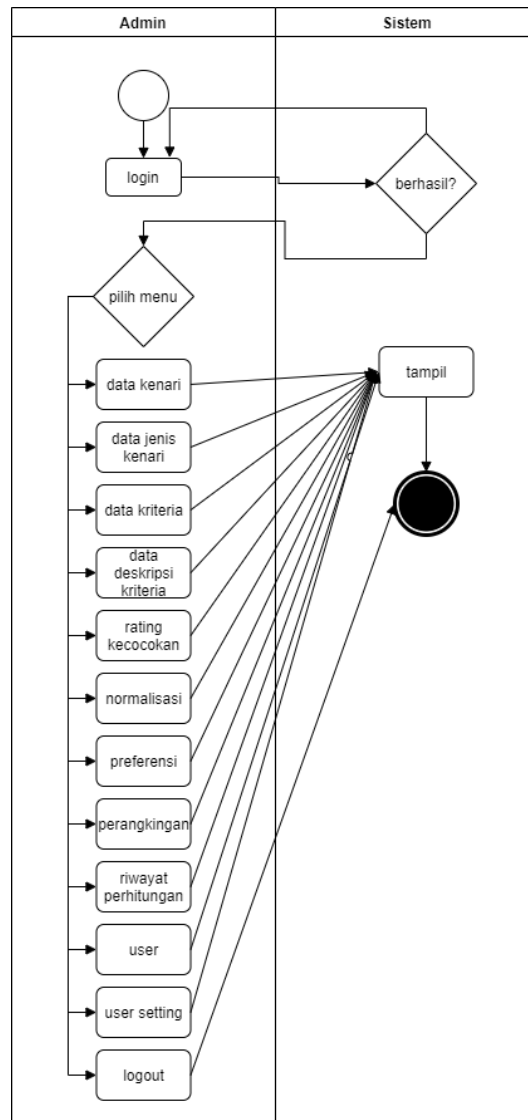 Admin
Sistem
login
berhasil?
pilih menu
data kenari
tampil
data jenis
kenari
data kriteria
data
deskripsi
kriteria
rating
kecocokan
normalisasi
preferensi
perangkingan
riwayat
perhitungan
user
user setting
logout